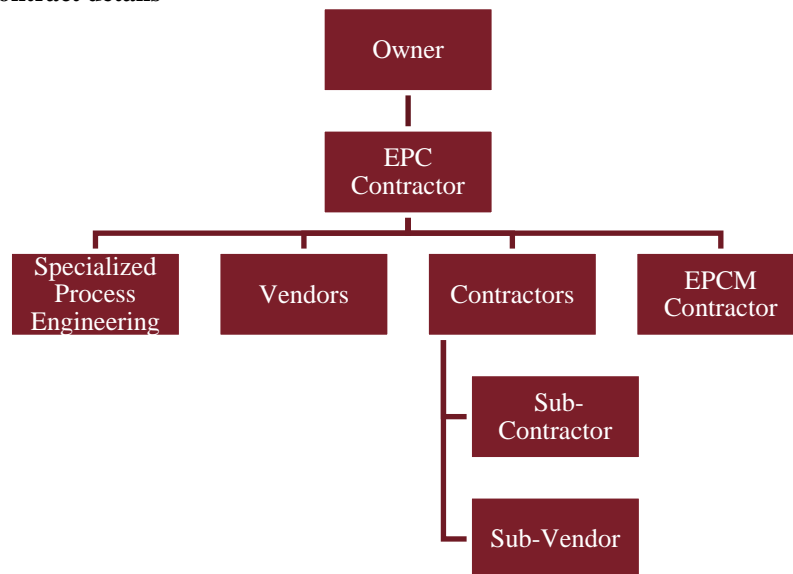 Owner
EPC
Contractor
Specialized
Process
Engineering
Vendors
Contractors
EPCM
Contractor
Sub-
Contractor
Sub-Vendor